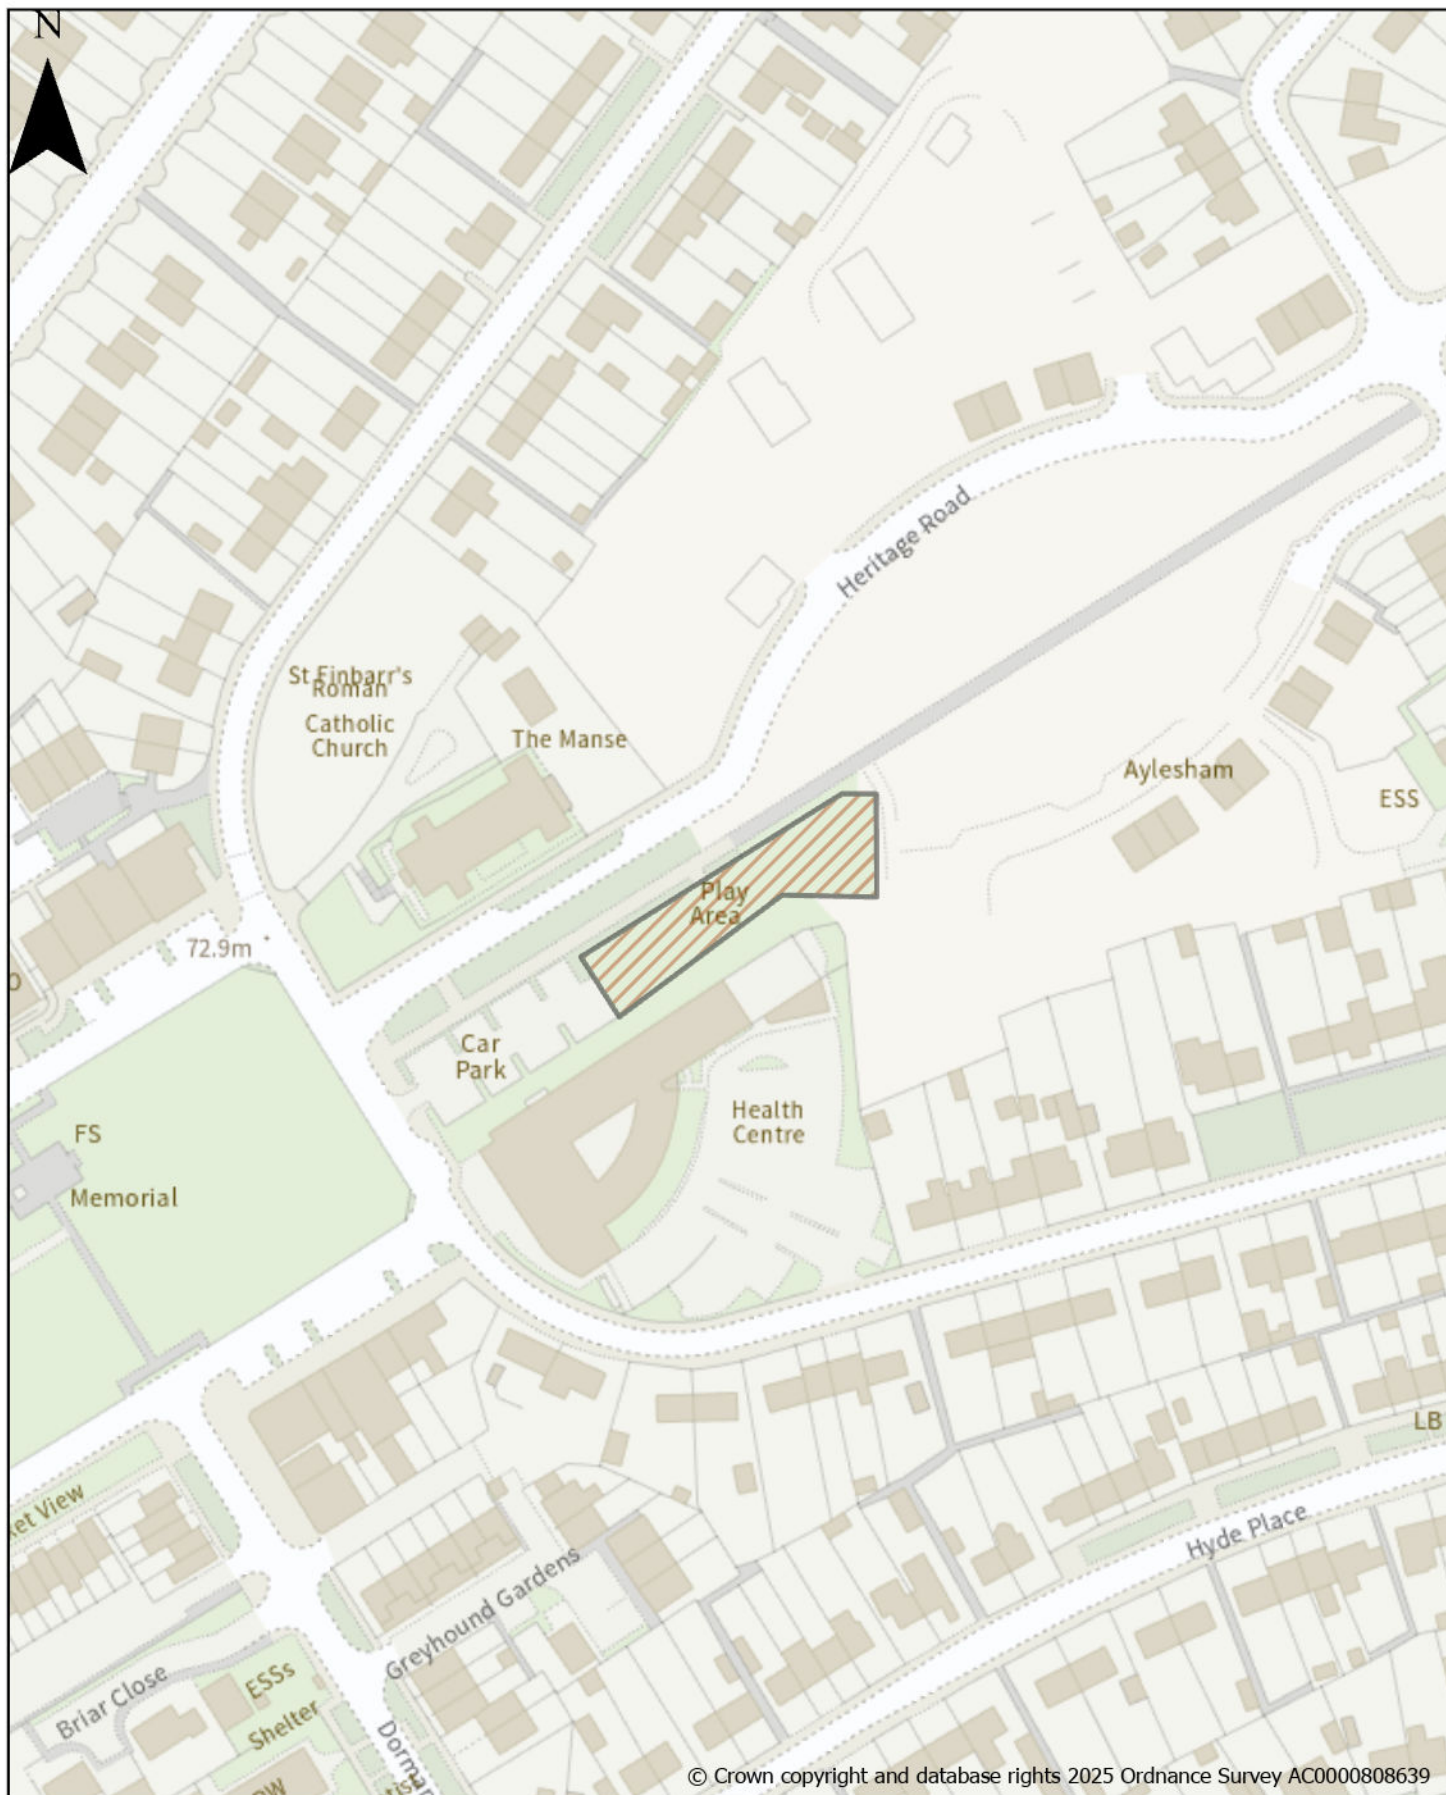 N
Heritage Road
St Finbarr's
Roman
Catholic
Church
The Manse
Aylesham
ESS
Play
Area
72.9m
Car
Park
Health
Centre
FS
Memorial
LB
Hyde Place
Greyhound Gardens
ESSs
Briar Close
Shelter
© Crown copyright and database rights 2025 Ordnance Survey AC0000808639